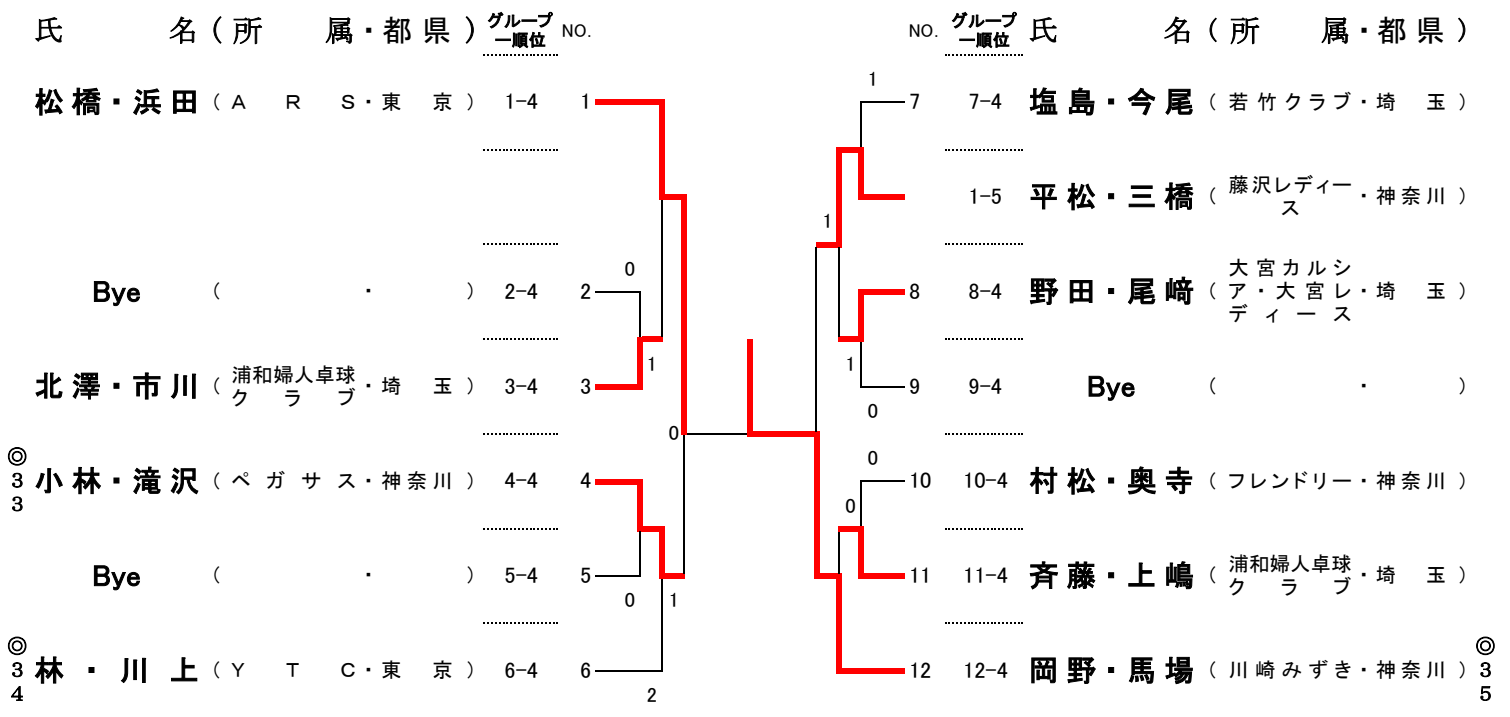 氏 名 ( 所 属・都 県 ) グループ一順位 NO.
NO. グループ一順位 氏 名 ( 所 属・都 県 )
松橋・浜田 ( A R S・東 京 ) 1-4 1
1
7 7-4 塩島・今尾 ( 若竹クラブ・埼 玉 )
1-5 平松・三橋 ( 藤沢レディース・神奈川 )
1
0
Bye ( ・ ) 2-4 2
8 8-4 野田・尾﨑 ( 大宮カルシア・大宮レディース・埼 玉 )
1
1
北澤・市川 ( 浦和婦人卓球クラブ・埼 玉 ) 3-4 3
9 9-4 Bye ( ・ )
0
0
◎33 小林・滝沢 ( ペガサス・神奈川 ) 4-4 4
0
10 10-4 村松・奥寺 ( フレンドリー・神奈川 )
0
Bye ( ・ ) 5-4 5
0 1
11 11-4 斉藤・上嶋 ( 浦和婦人卓球クラブ・埼 玉 )
◎34 林・川上 ( Y T C・東 京 ) 6-4 6
2
12 12-4 岡野・馬場 ( 川崎みずき・神奈川 ) ◎35